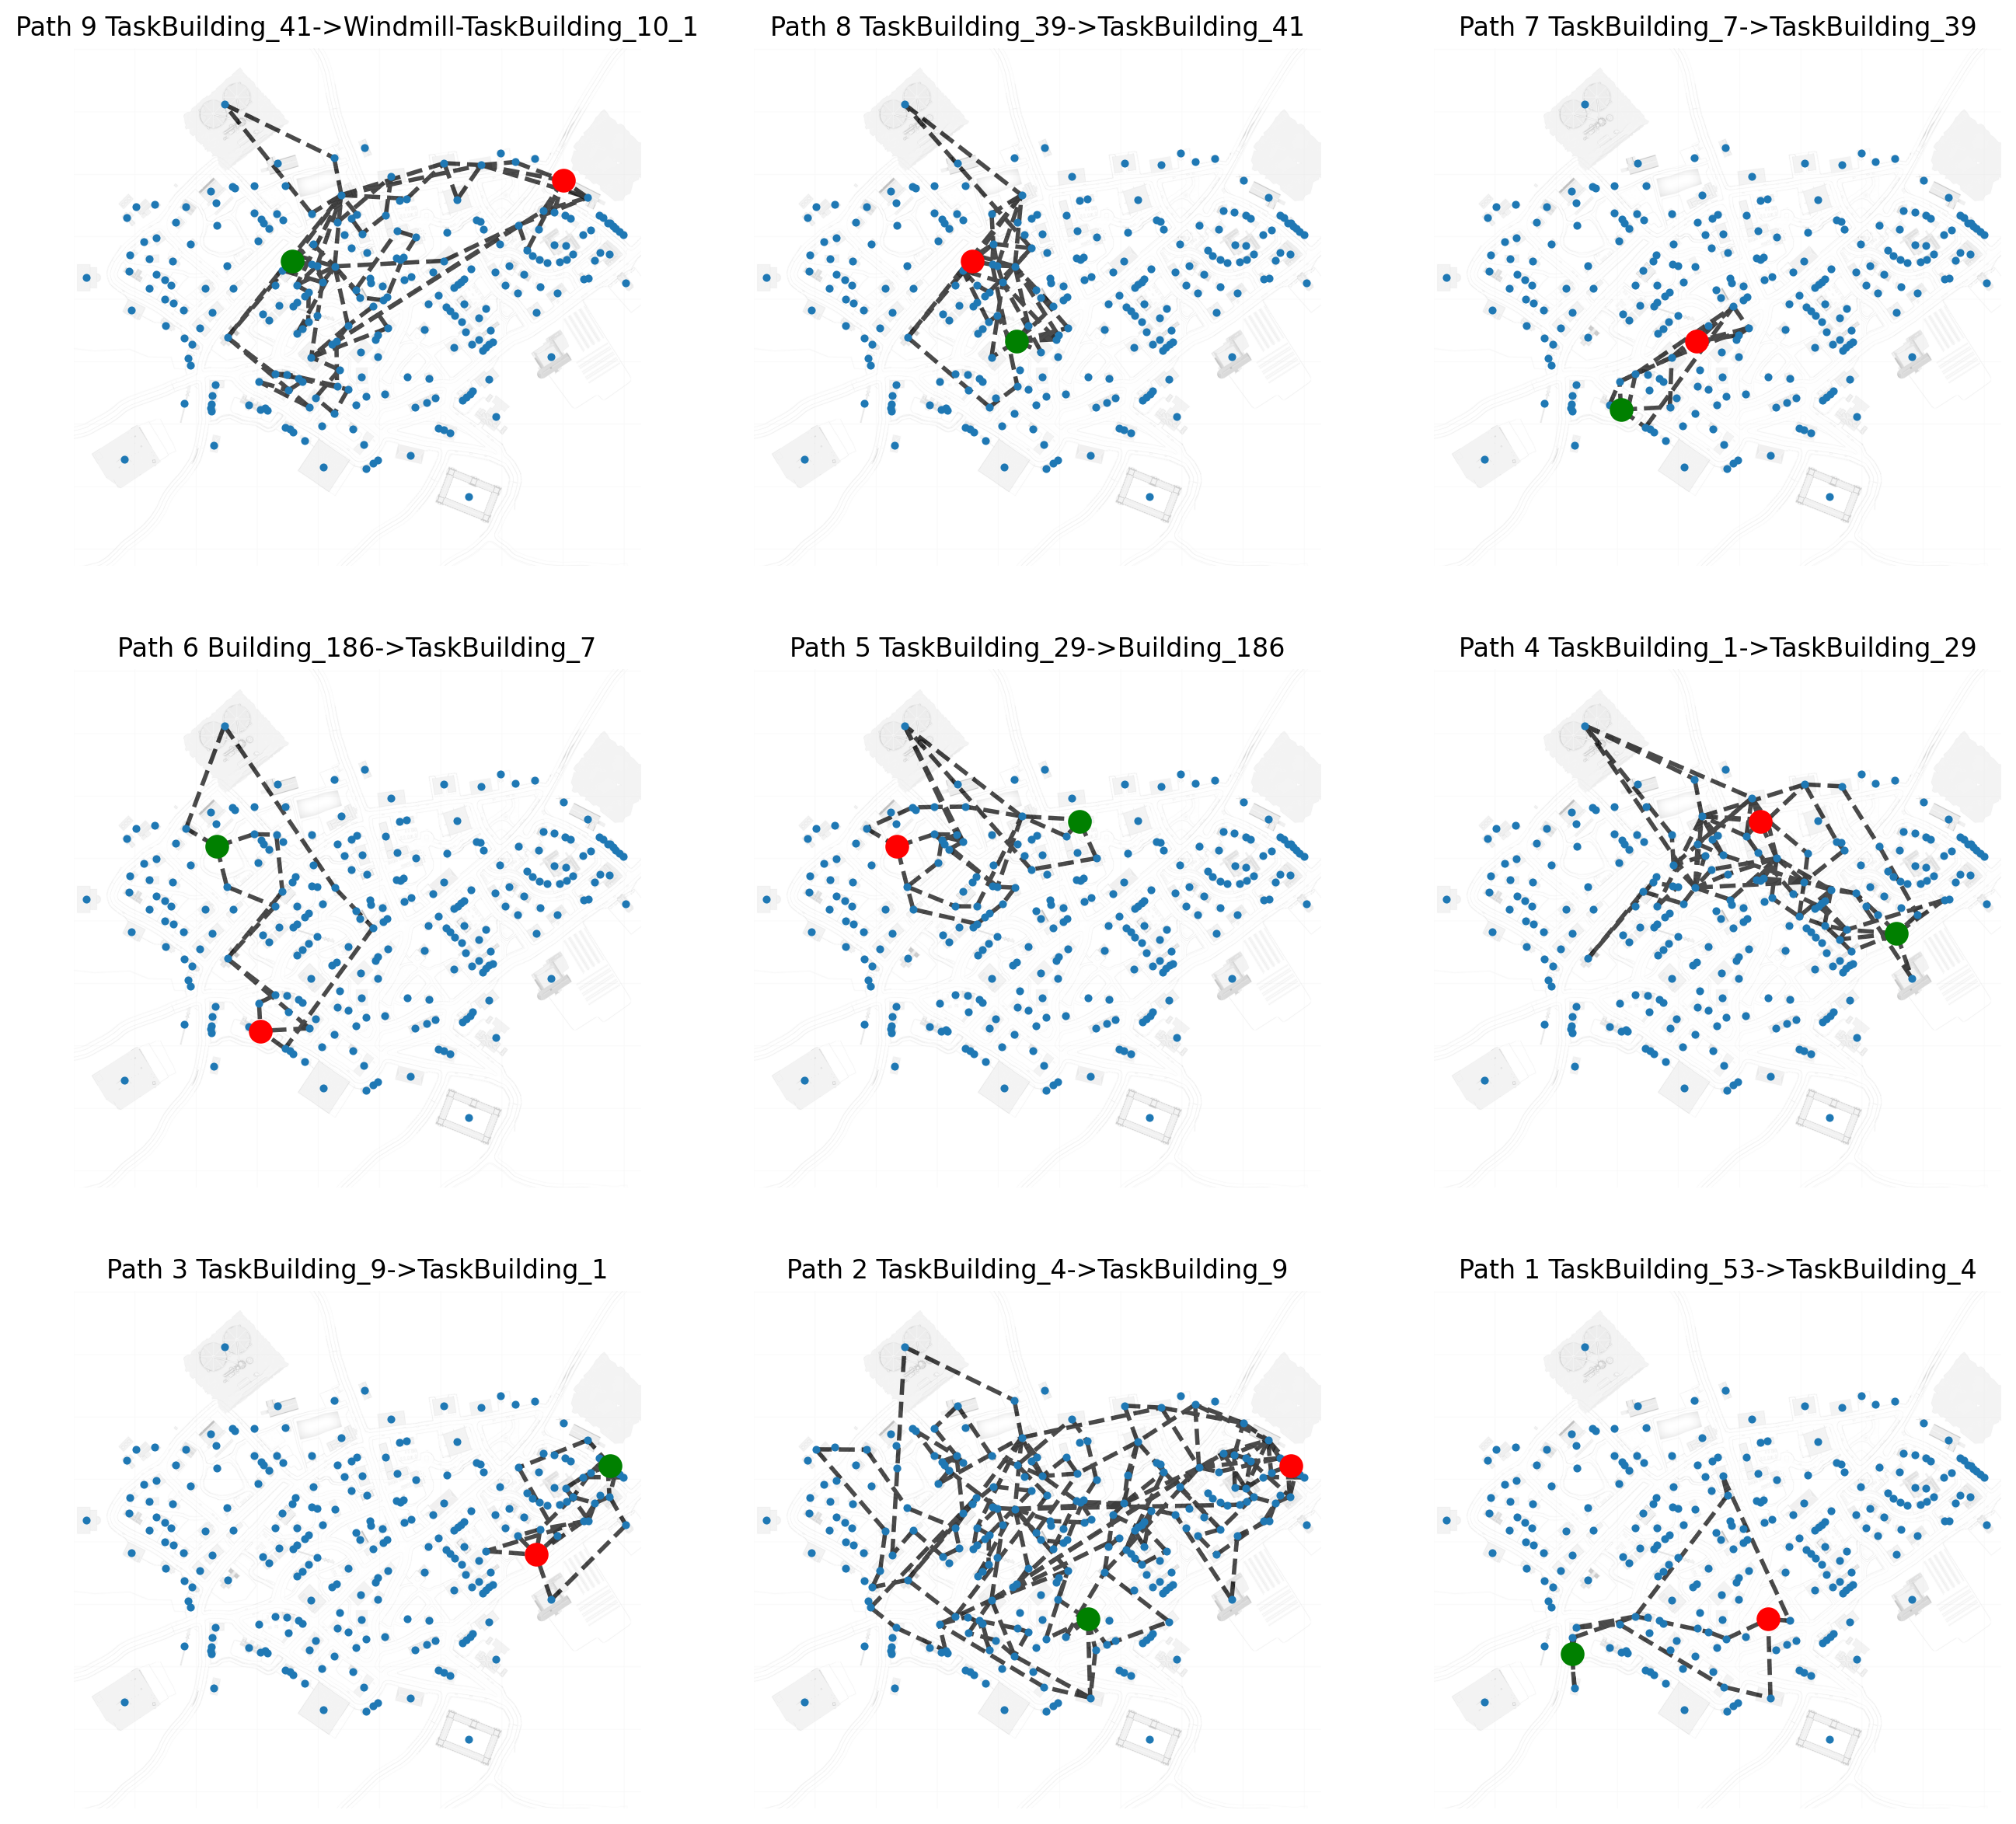 Path 9 TaskBuilding_41->Windmill-TaskBuilding_10_1
Path 8 TaskBuilding_39->TaskBuilding_41
Path 7 TaskBuilding_7->TaskBuilding_39
Path 6 Building_186->TaskBuilding_7
Path 5 TaskBuilding_29->Building_186
Path 4 TaskBuilding_1->TaskBuilding_29
Path 3 TaskBuilding_9->TaskBuilding_1
Path 2 TaskBuilding_4->TaskBuilding_9
Path 1 TaskBuilding_53->TaskBuilding_4